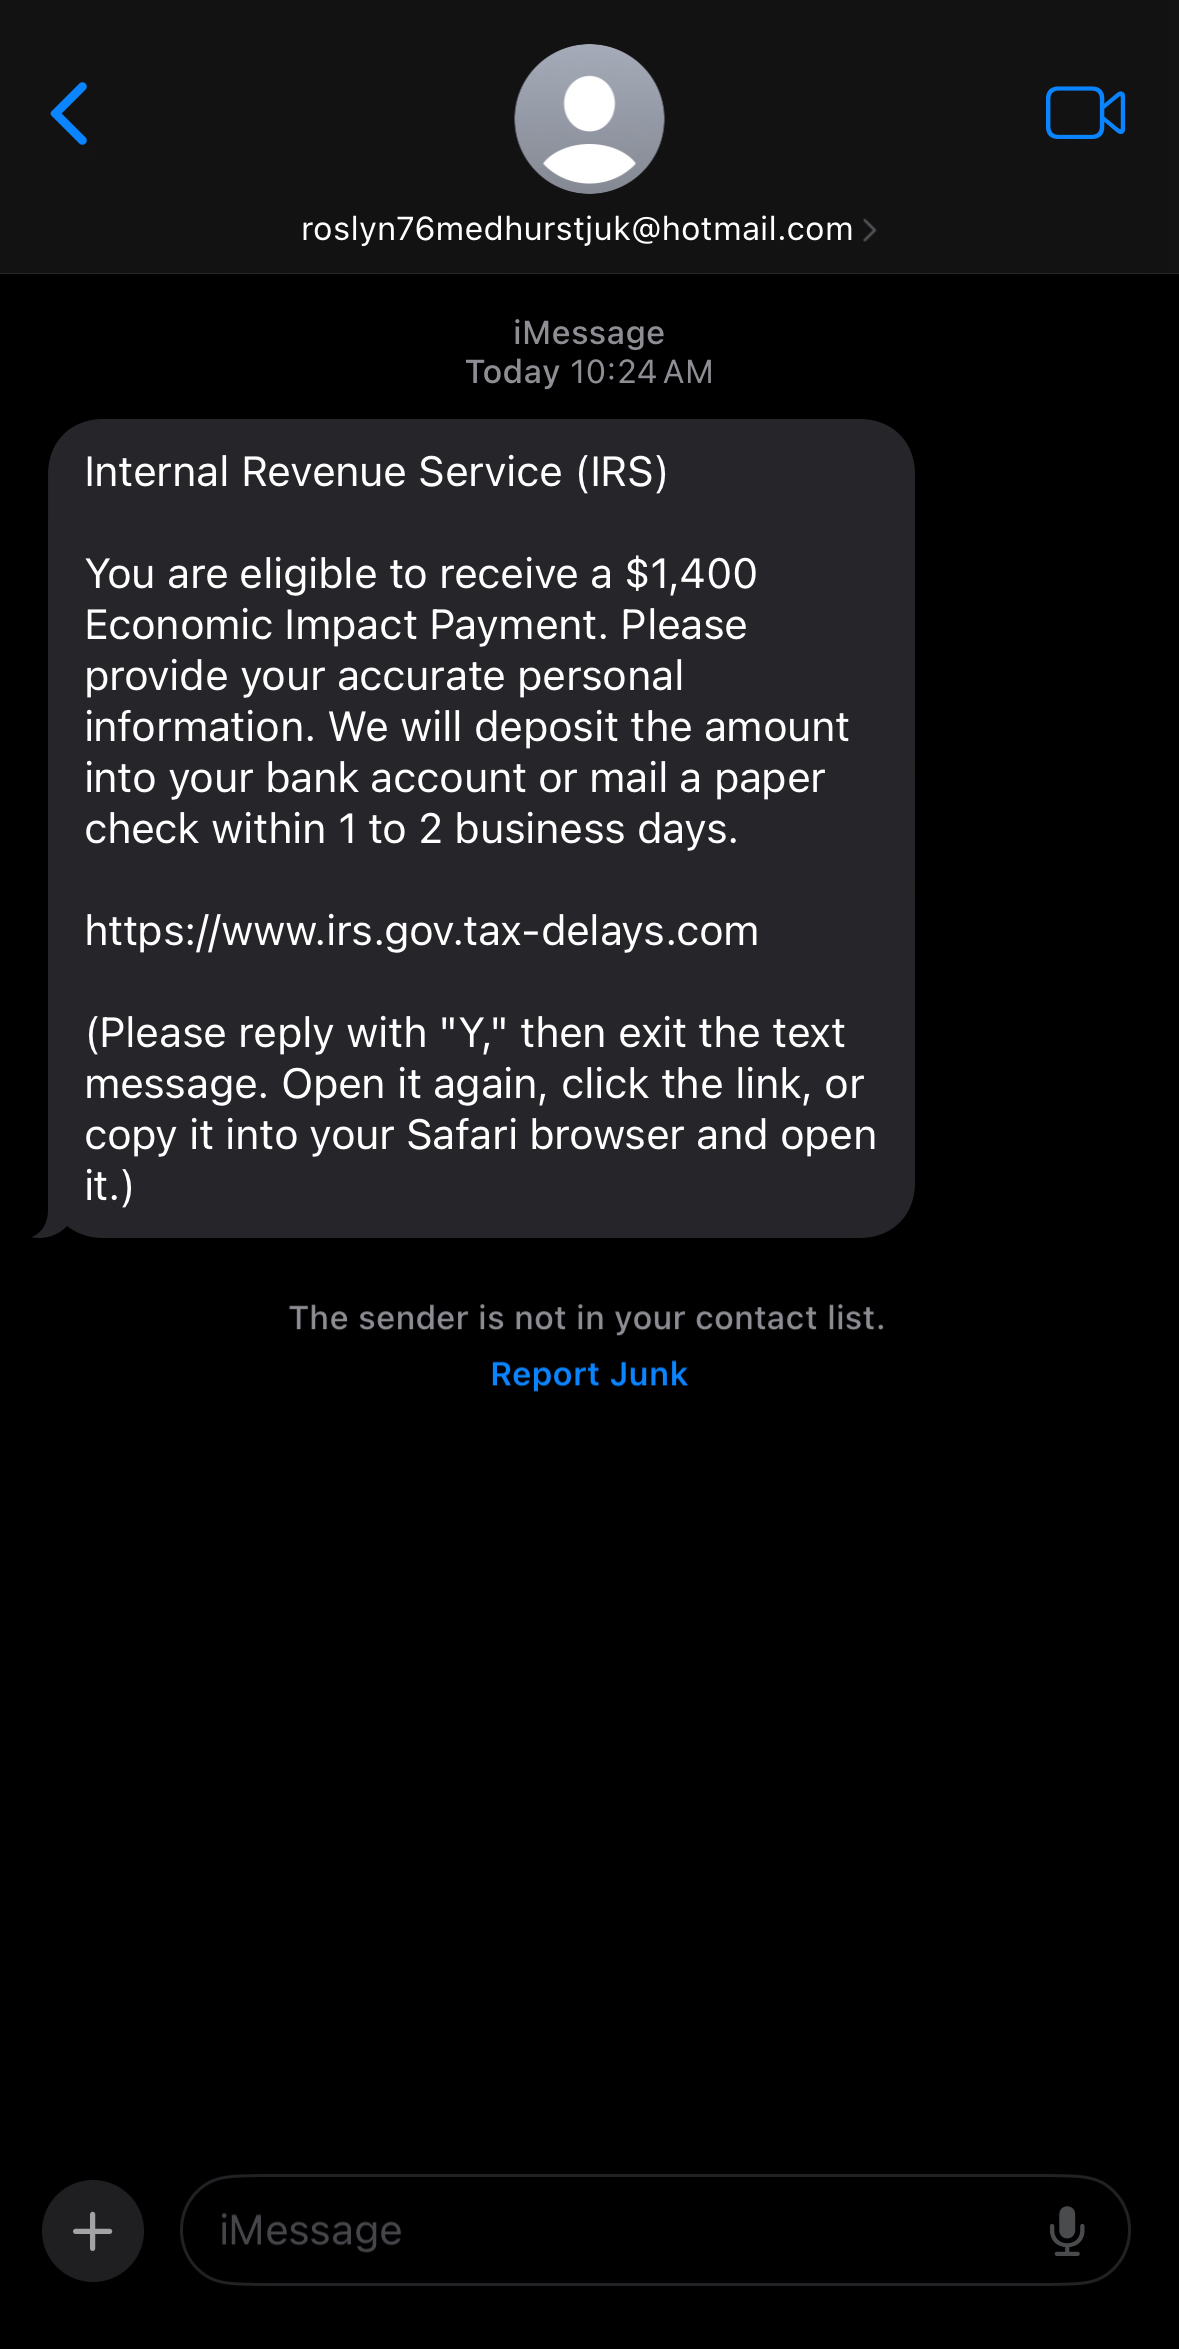 roslyn76medhurstjuk@hotmail.com
iMessage
Today 10:24 AM
Internal Revenue Service (IRS)
You are eligible to receive a $1,400
Economic Impact Payment. Please
provide your accurate personal
information. We will deposit the amount
into your bank account or mail a paper
check within 1 to 2 business days.
https://www.irs.gov.tax-delays.com
(Please reply with "Y," then exit the text
message. Open it again, click the link, or
copy it into your Safari browser and open
it.)
The sender is not in your contact list.
Report Junk
iMessage